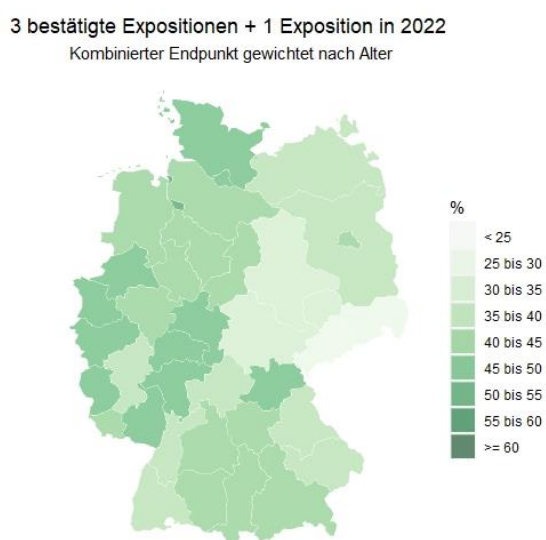 3 bestätigte Expositionen + 1 Exposition in 2022
Kombinierter Endpunkt gewichtet nach Alter
%
< 25
25 bis 30
30 bis 35
35 bis 40
40 bis 45
45 bis 50
50 bis 55
55 bis 60
>= 60